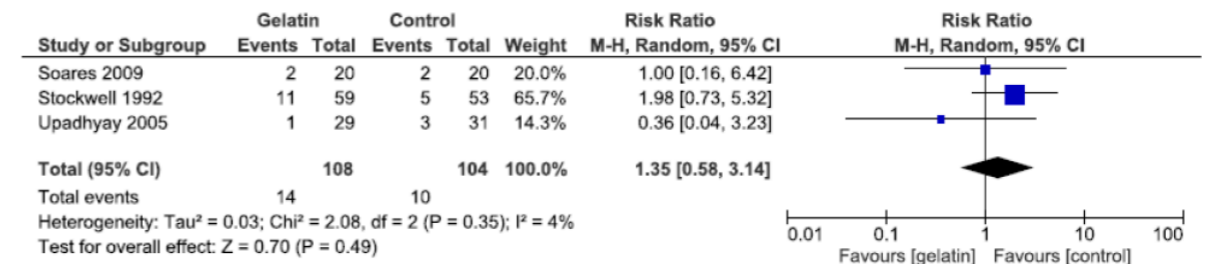 Gelatin Control Risk Ratio Risk Ratio
Study or Subgroup Events Total Events Total Weight M-H, Random, 95% CI M-H, Random, 95% CI
Soares 2009 2 20 2 20 20.0% 1.00 [0.16, 6.42]
Stockwell 1992 11 59 5 53 65.7% 1.98 [0.73, 5.32]
Upadhyay 2005 1 29 3 31 14.3% 0.36 [0.04, 3.23]
Total (95% CI) 108 104 100.0% 1.35 [0.58, 3.14]
Total events 14 10
Heterogeneity: Tau² = 0.03; Chi² = 2.08, df = 2 (P = 0.35); I² = 4%
Test for overall effect: Z = 0.70 (P = 0.49)
0.01 0.1 1 10 100
Favours [gelatin] Favours [control]